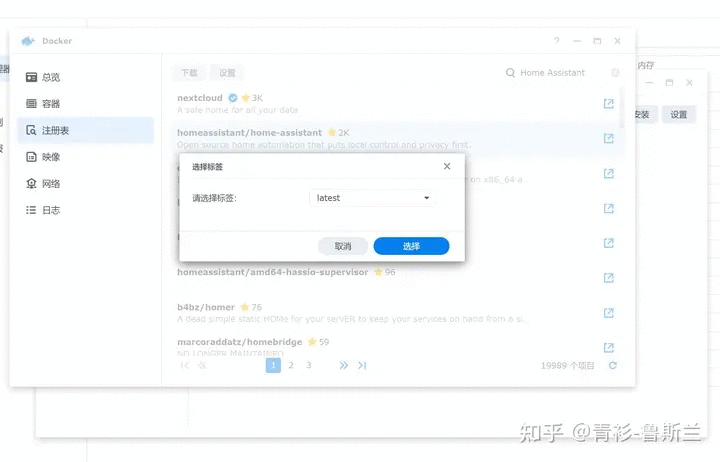 Docker
内存
总览
容器
注册表
映像
网络
日志
下载
设置
Home Assistant
安装
设置
nextcloud 3K
A safe home for all your data
homeassistant/home-assistant 2K
Open source home automation that puts local control and privacy first.
on x86_64 a...
选择标签
请选择标签:
latest
取消
选择
homeassistant/amd64-hassio-supervisor 96
b4bz/homer 76
A dead simple static HOMe for your seRVER to keep your services on hand from a si...
marcoraddatz/homebridge 59
NO LONGER MAINTAINED
1 2 3
19989 个项目
知乎 @青衫-鲁斯兰